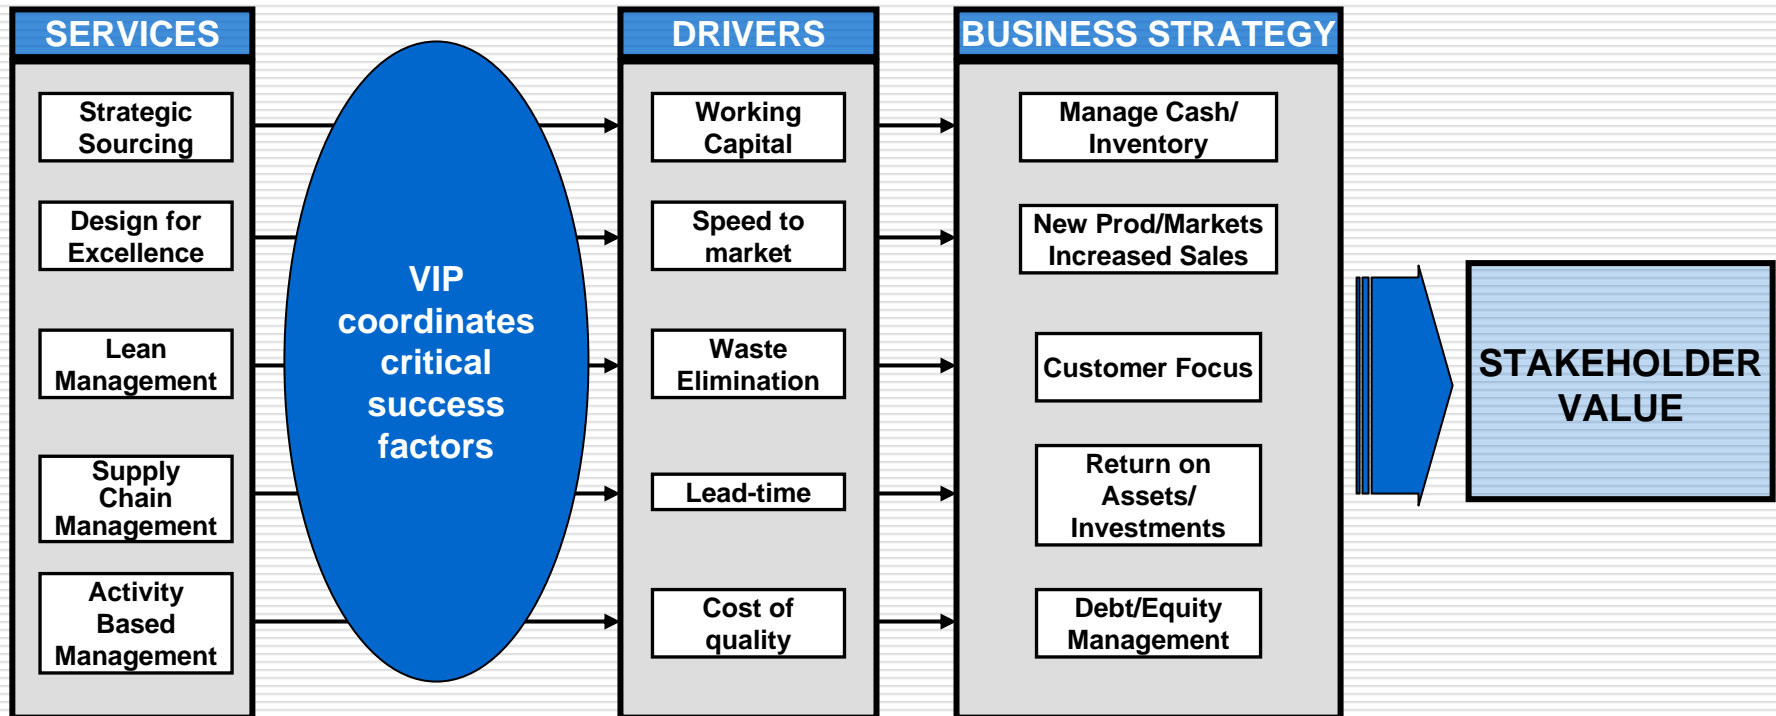 SERVICES
Strategic
Sourcing
Design for
Excellence
Lean
Management
Supply
Chain
Management
Activity
Based
Management
VIP
coordinates
critical
success
factors
DRIVERS
Working
Capital
Speed to
market
Waste
Elimination
Lead-time
Cost of
quality
BUSINESS STRATEGY
Manage Cash/
Inventory
New Prod/Markets
Increased Sales
Customer Focus
Return on
Assets/
Investments
Debt/Equity
Management
STAKEHOLDER
VALUE